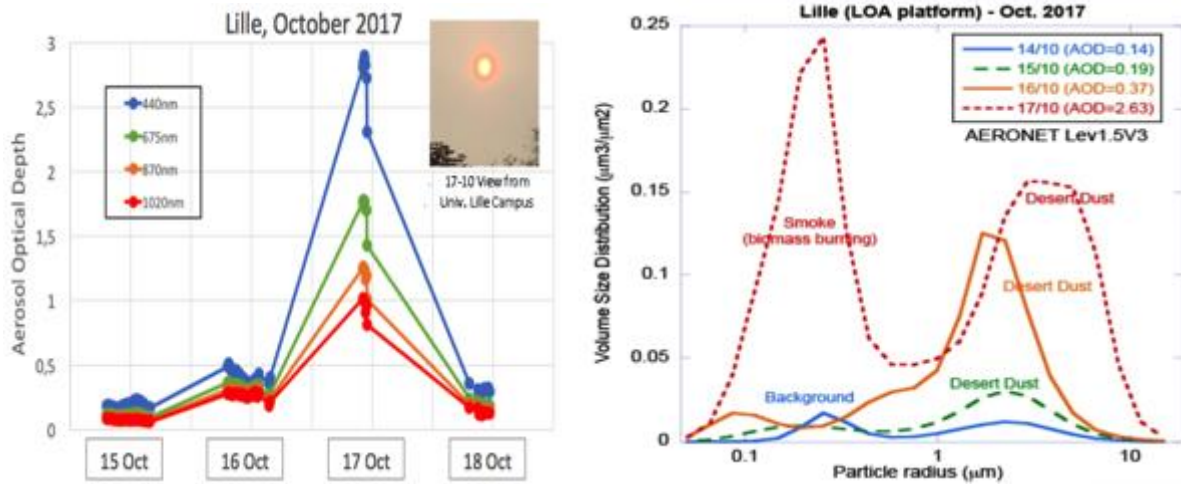 Lille, October 2017
3
2,5
2
1,5
1
0,5
0
Aerosol Optical Depth
440nm
675nm
870nm
1020nm
17-10 View from
Univ. Lille Campus
15 Oct
16 Oct
17 Oct
18 Oct
Lille (LOA platform) - Oct. 2017
0.25
0.2
0.15
0.1
0.05
0
Volume Size Distribution (μm3/μm2)
14/10 (AOD=0.14)
15/10 (AOD=0.19)
16/10 (AOD=0.37)
17/10 (AOD=2.63)
AERONET Lev1.5V3
Smoke
(biomass burning)
Desert Dust
Desert Dust
Desert Dust
Background
0.1
1
10
Particle radius (μm)